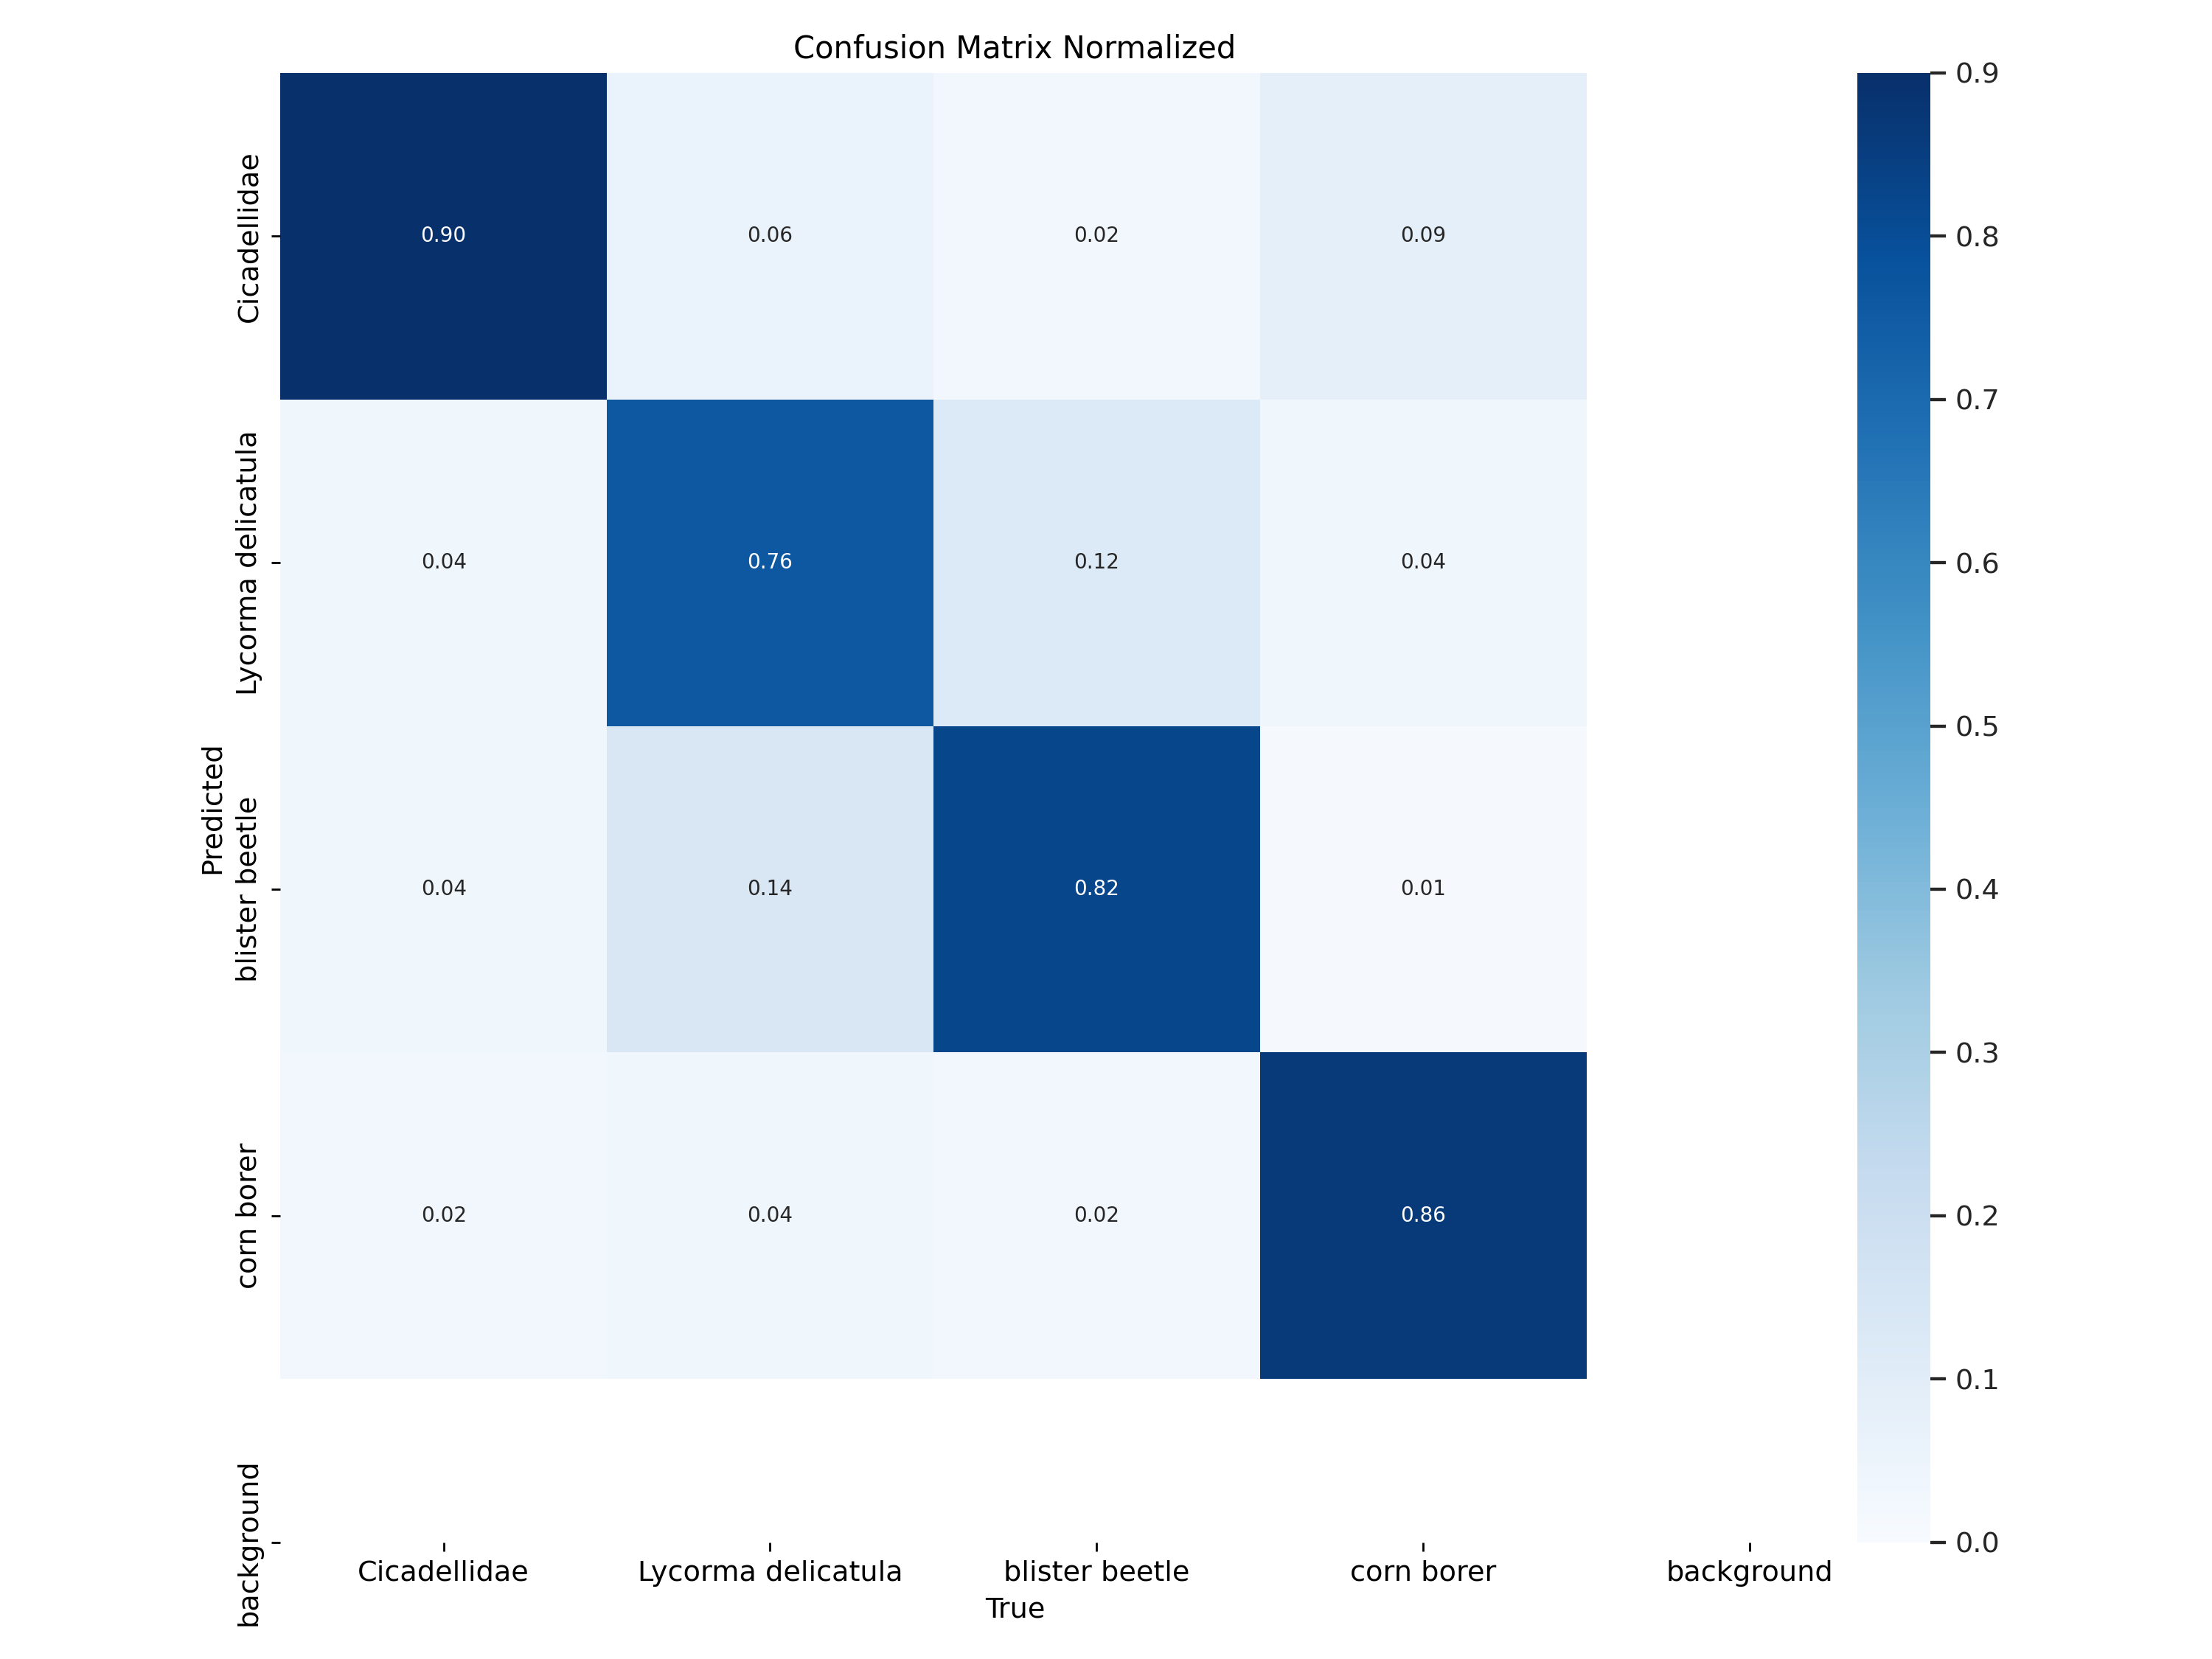 Confusion Matrix Normalized
Predicted
Cicadellidae
0.90 0.06 0.02 0.09
Lycorma delicatula
0.04 0.76 0.12 0.04
blister beetle
0.04 0.14 0.82 0.01
corn borer
0.02 0.04 0.02 0.86
background
Cicadellidae Lycorma delicatula blister beetle corn borer background
True
0.9
0.8
0.7
0.6
0.5
0.4
0.3
0.2
0.1
0.0